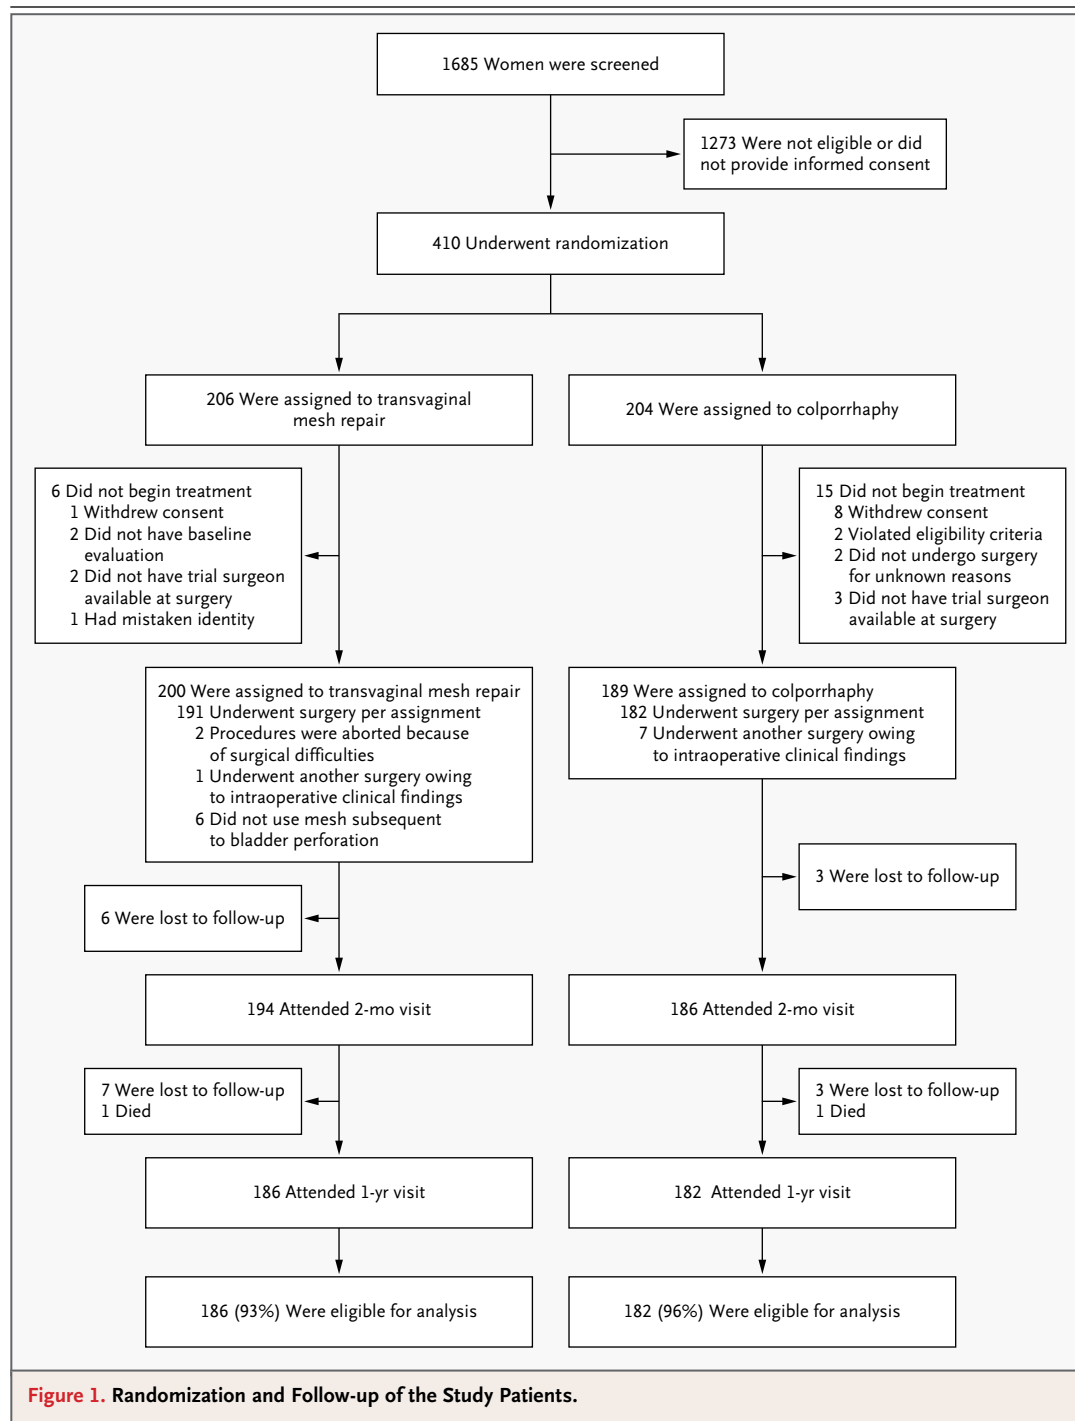 1685 Women were screened
1273 Were not eligible or did
not provide informed consent
410 Underwent randomization
206 Were assigned to transvaginal
mesh repair
204 Were assigned to colporrhaphy
6 Did not begin treatment
1 Withdrew consent
2 Did not have baseline
evaluation
2 Did not have trial surgeon
available at surgery
1 Had mistaken identity
15 Did not begin treatment
8 Withdrew consent
2 Violated eligibility criteria
2 Did not undergo surgery
for unknown reasons
3 Did not have trial surgeon
available at surgery
200 Were assigned to transvaginal mesh repair
191 Underwent surgery per assignment
2 Procedures were aborted because
of surgical difficulties
1 Underwent another surgery owing
to intraoperative clinical findings
6 Did not use mesh subsequent
to bladder perforation
189 Were assigned to colporrhaphy
182 Underwent surgery per assignment
7 Underwent another surgery owing
to intraoperative clinical findings
6 Were lost to follow-up
3 Were lost to follow-up
194 Attended 2-mo visit
186 Attended 2-mo visit
7 Were lost to follow-up
1 Died
3 Were lost to follow-up
1 Died
186 Attended 1-yr visit
182 Attended 1-yr visit
186 (93%) Were eligible for analysis
182 (96%) Were eligible for analysis
Figure 1. Randomization and Follow-up of the Study Patients.